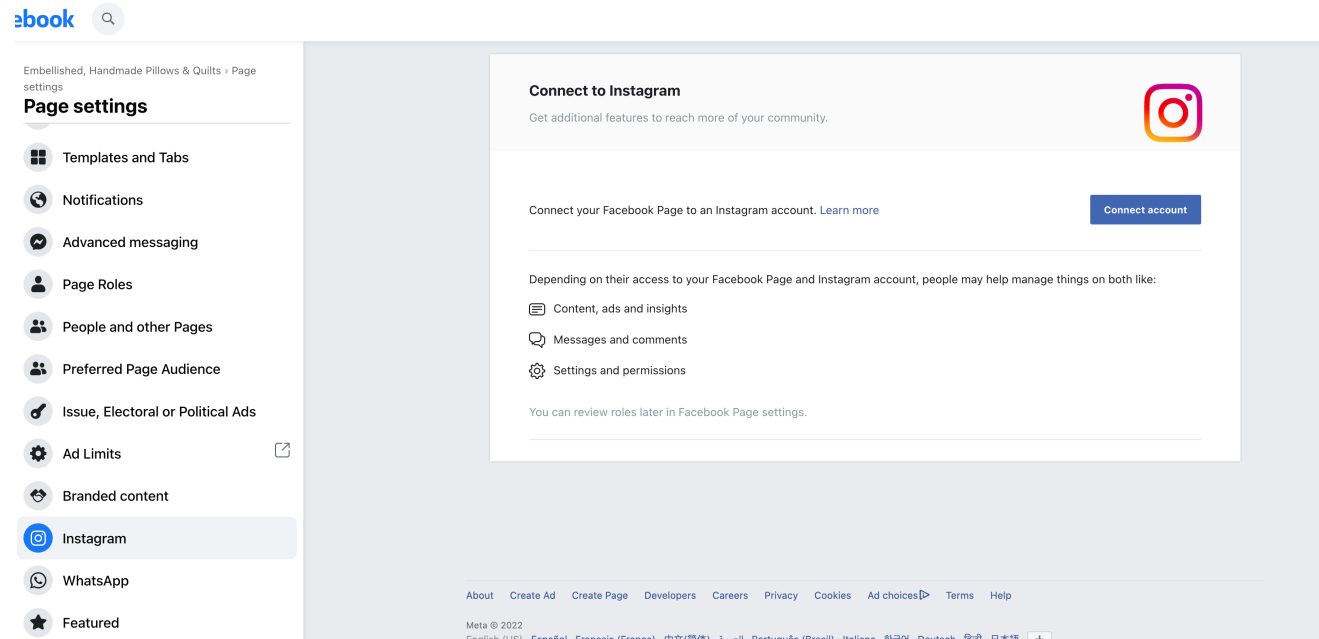 ebook
Embellished, Handmade Pillows & Quilts › Page
settings
Page settings
Templates and Tabs
Notifications
Advanced messaging
Page Roles
People and other Pages
Preferred Page Audience
Issue, Electoral or Political Ads
Ad Limits
Branded content
Instagram
WhatsApp
Featured
Connect to Instagram
Get additional features to reach more of your community.
Connect your Facebook Page to an Instagram account. Learn more
Connect account
Depending on their access to your Facebook Page and Instagram account, people may help manage things on both like:
Content, ads and insights
Messages and comments
Settings and permissions
You can review roles later in Facebook Page settings.
About Create Ad Create Page Developers Careers Privacy Cookies Ad choices Terms Help
Meta © 2022
English (US) Español Français (France) 中文(简体) العربية Português (Brasil) Italiano 한국어 Deutsch हिन्दी 日本語 +